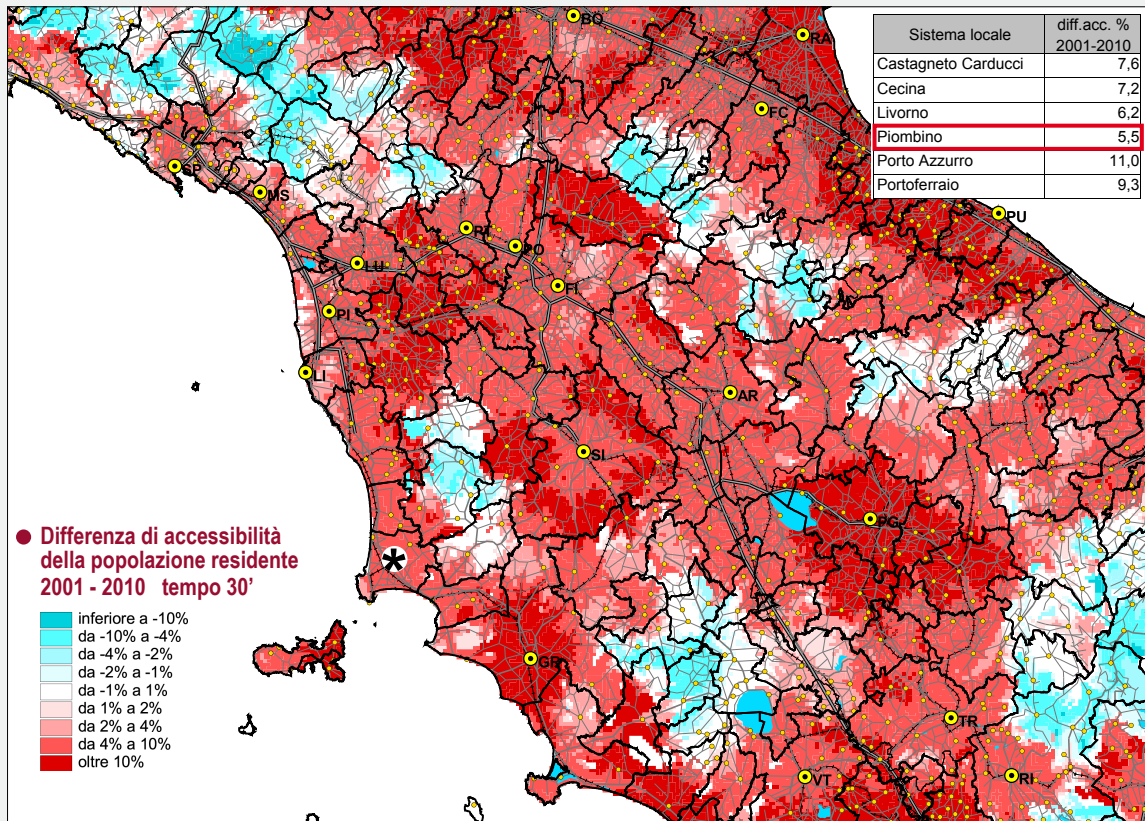 Sistema locale diff.acc. % 2001-2010
Castagneto Carducci 7,6
Cecina 7,2
Livorno 6,2
Piombino 5,5
Porto Azzurro 11,0
Portoferraio 9,3
BO
RA
FC
SP
MS
PU
PT
PO
LU
FI
PI
LI
AR
SI
PG
*
GR
TR
VT
RI
Differenza di accessibilità
della popolazione residente
2001 - 2010 tempo 30'
inferiore a -10%
da -10% a -4%
da -4% a -2%
da -2% a -1%
da -1% a 1%
da 1% a 2%
da 2% a 4%
da 4% a 10%
oltre 10%